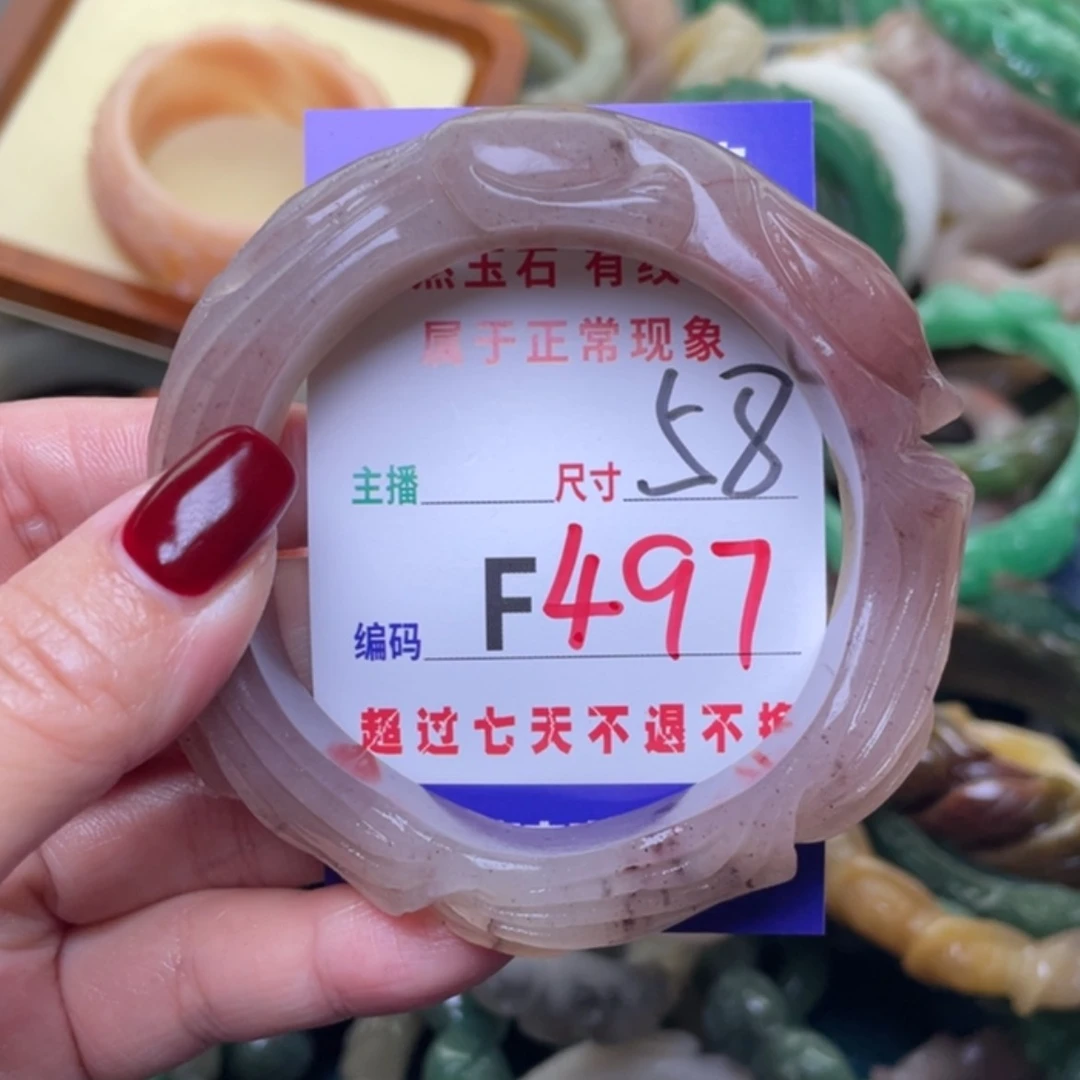 玉石 有纹
属于正常现象
主播 尺寸 58
编码 F497
超过七天不退不换